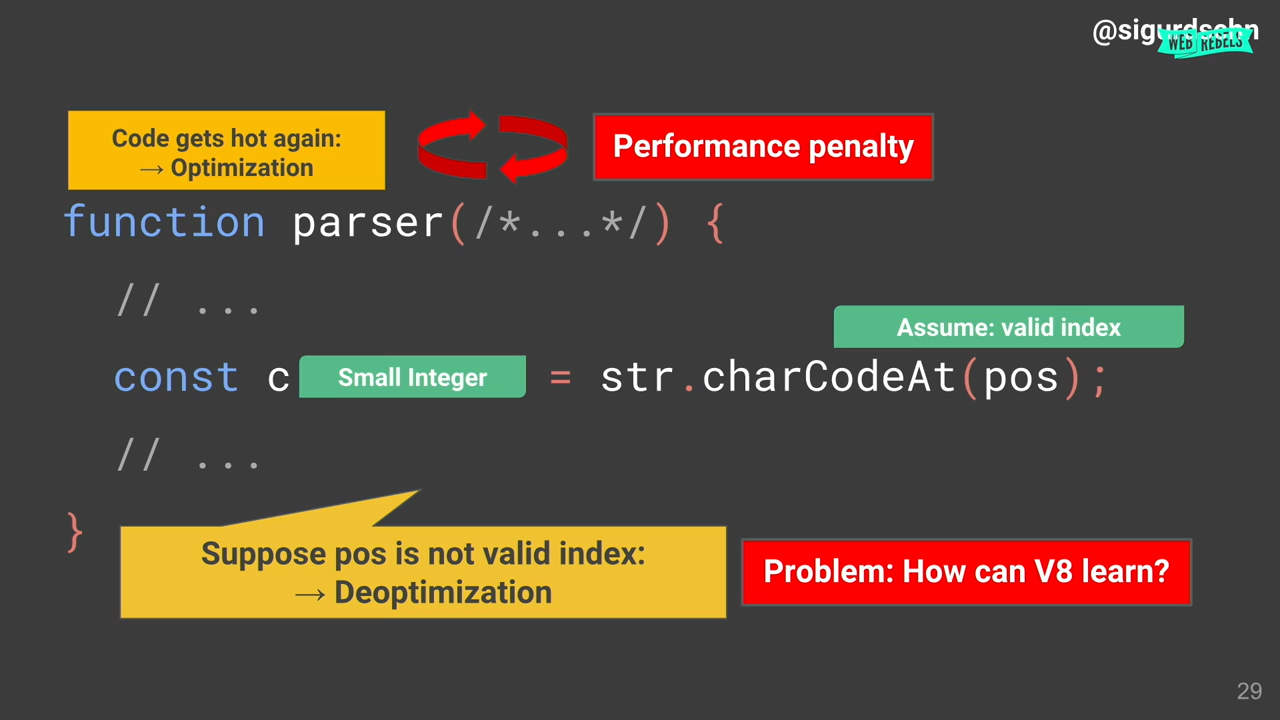 @sigurdschn
WEB REBELS
Code gets hot again:
→ Optimization
Performance penalty
function parser(/*...*/) {
// ...
Assume: valid index
const c Small Integer = str.charCodeAt(pos);
// ...
}
Suppose pos is not valid index:
→ Deoptimization
Problem: How can V8 learn?
29